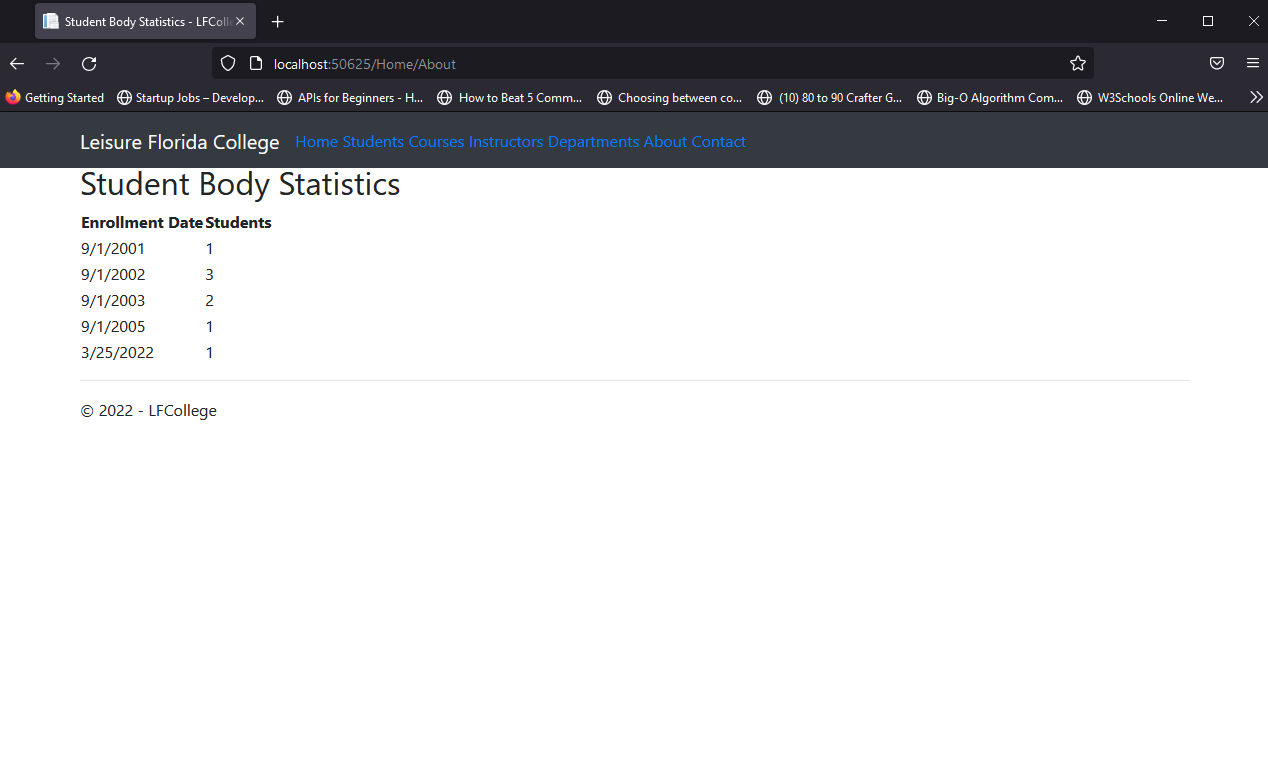 Student Body Statistics - LFColle
localhost:50625/Home/About
Getting Started Startup Jobs – Develop... APIs for Beginners - H... How to Beat 5 Comm... Choosing between co... (10) 80 to 90 Crafter G... Big-O Algorithm Com... W3Schools Online We...
Leisure Florida College Home Students Courses Instructors Departments About Contact
Student Body Statistics
Enrollment Date Students
9/1/2001 1
9/1/2002 3
9/1/2003 2
9/1/2005 1
3/25/2022 1
© 2022 - LFCollege